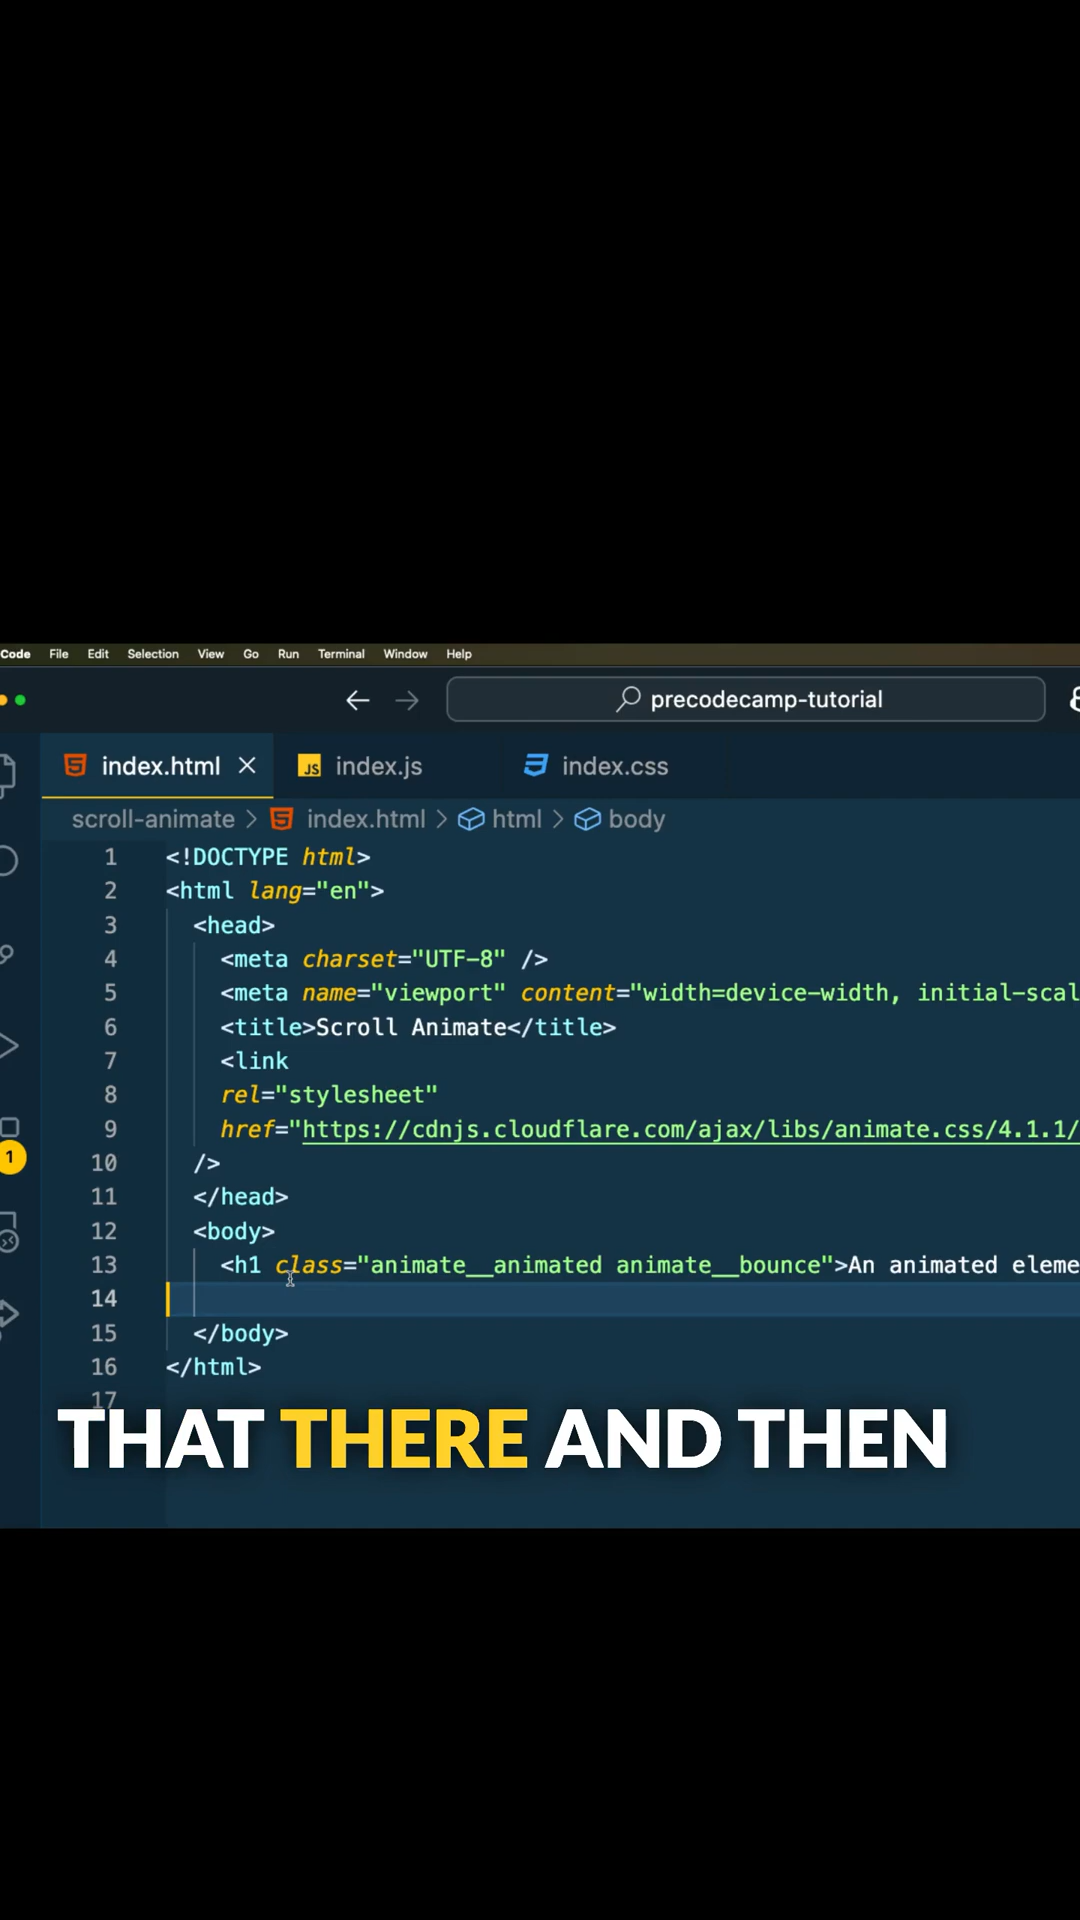 Code File Edit Selection View Go Run Terminal Window Help
precodecamp-tutorial
index.html JS index.js index.css
scroll-animate > index.html > html > body
1 <!DOCTYPE html>
2 <html lang="en">
3 <head>
4 <meta charset="UTF-8" />
5 <meta name="viewport" content="width=device-width, initial-scal
6 <title>Scroll Animate</title>
7 <link
8 rel="stylesheet"
9 href="https://cdnjs.cloudflare.com/ajax/libs/animate.css/4.1.1/
10 />
11 </head>
12 <body>
13 <h1 class="animate__animated animate__bounce">An animated eleme
14
15 </body>
16 </html>
17
1
THAT THERE AND THEN